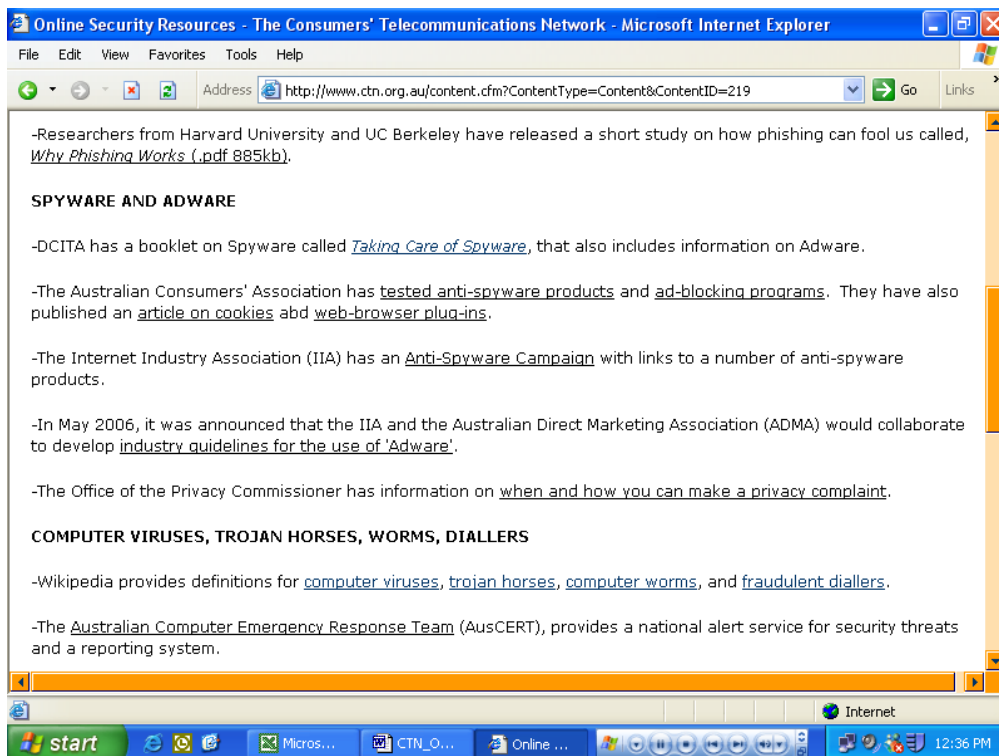 Online Security Resources - The Consumers' Telecommunications Network - Microsoft Internet Explorer
File Edit View Favorites Tools Help
Address http://www.ctn.org.au/content.cfm?ContentType=Content&ContentID=219 Go Links »
-Researchers from Harvard University and UC Berkeley have released a short study on how phishing can fool us called,
Why Phishing Works (.pdf 885kb).
SPYWARE AND ADWARE
-DCITA has a booklet on Spyware called Taking Care of Spyware, that also includes information on Adware.
-The Australian Consumers' Association has tested anti-spyware products and ad-blocking programs. They have also
published an article on cookies abd web-browser plug-ins.
-The Internet Industry Association (IIA) has an Anti-Spyware Campaign with links to a number of anti-spyware
products.
-In May 2006, it was announced that the IIA and the Australian Direct Marketing Association (ADMA) would collaborate
to develop industry guidelines for the use of 'Adware'.
-The Office of the Privacy Commissioner has information on when and how you can make a privacy complaint.
COMPUTER VIRUSES, TROJAN HORSES, WORMS, DIALLERS
-Wikipedia provides definitions for computer viruses, trojan horses, computer worms, and fraudulent diallers.
-The Australian Computer Emergency Response Team (AusCERT), provides a national alert service for security threats
and a reporting system.
Internet
start Micros... CTN_O... Online ... 12:36 PM